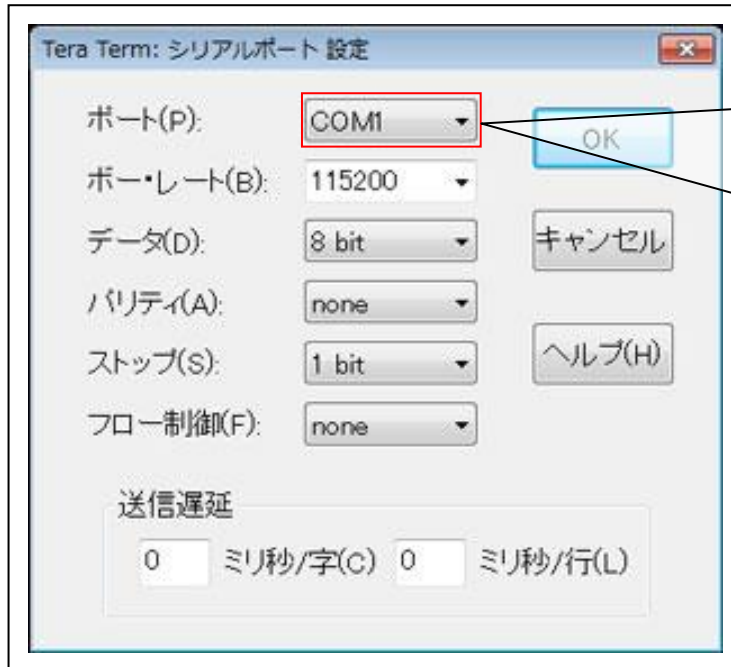 Tera Term: シリアルポート 設定
ポート(P): COM1 OK
ボー・レート(B): 115200
データ(D): 8 bit キャンセル
パリティ(A): none
ストップ(S): 1 bit ヘルプ(H)
フロー制御(F): none
送信遅延
0 ミリ秒/字(C) 0 ミリ秒/行(L)